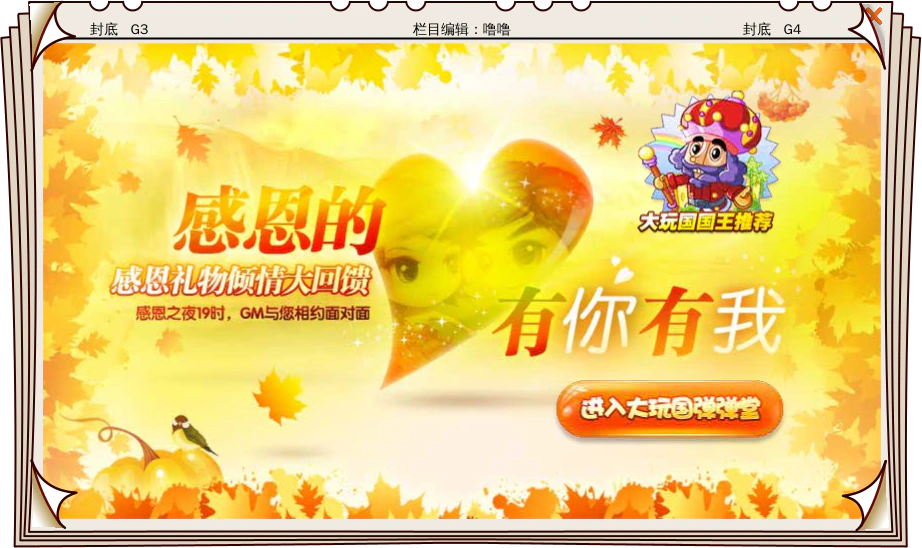 封底 G3
栏目编辑：噜噜
封底 G4
大玩国国王推荐
感恩的心
感恩礼物倾情大回馈
感恩之夜19时，GM与您相约面对面
有你有我
进入大玩国弹弹堂